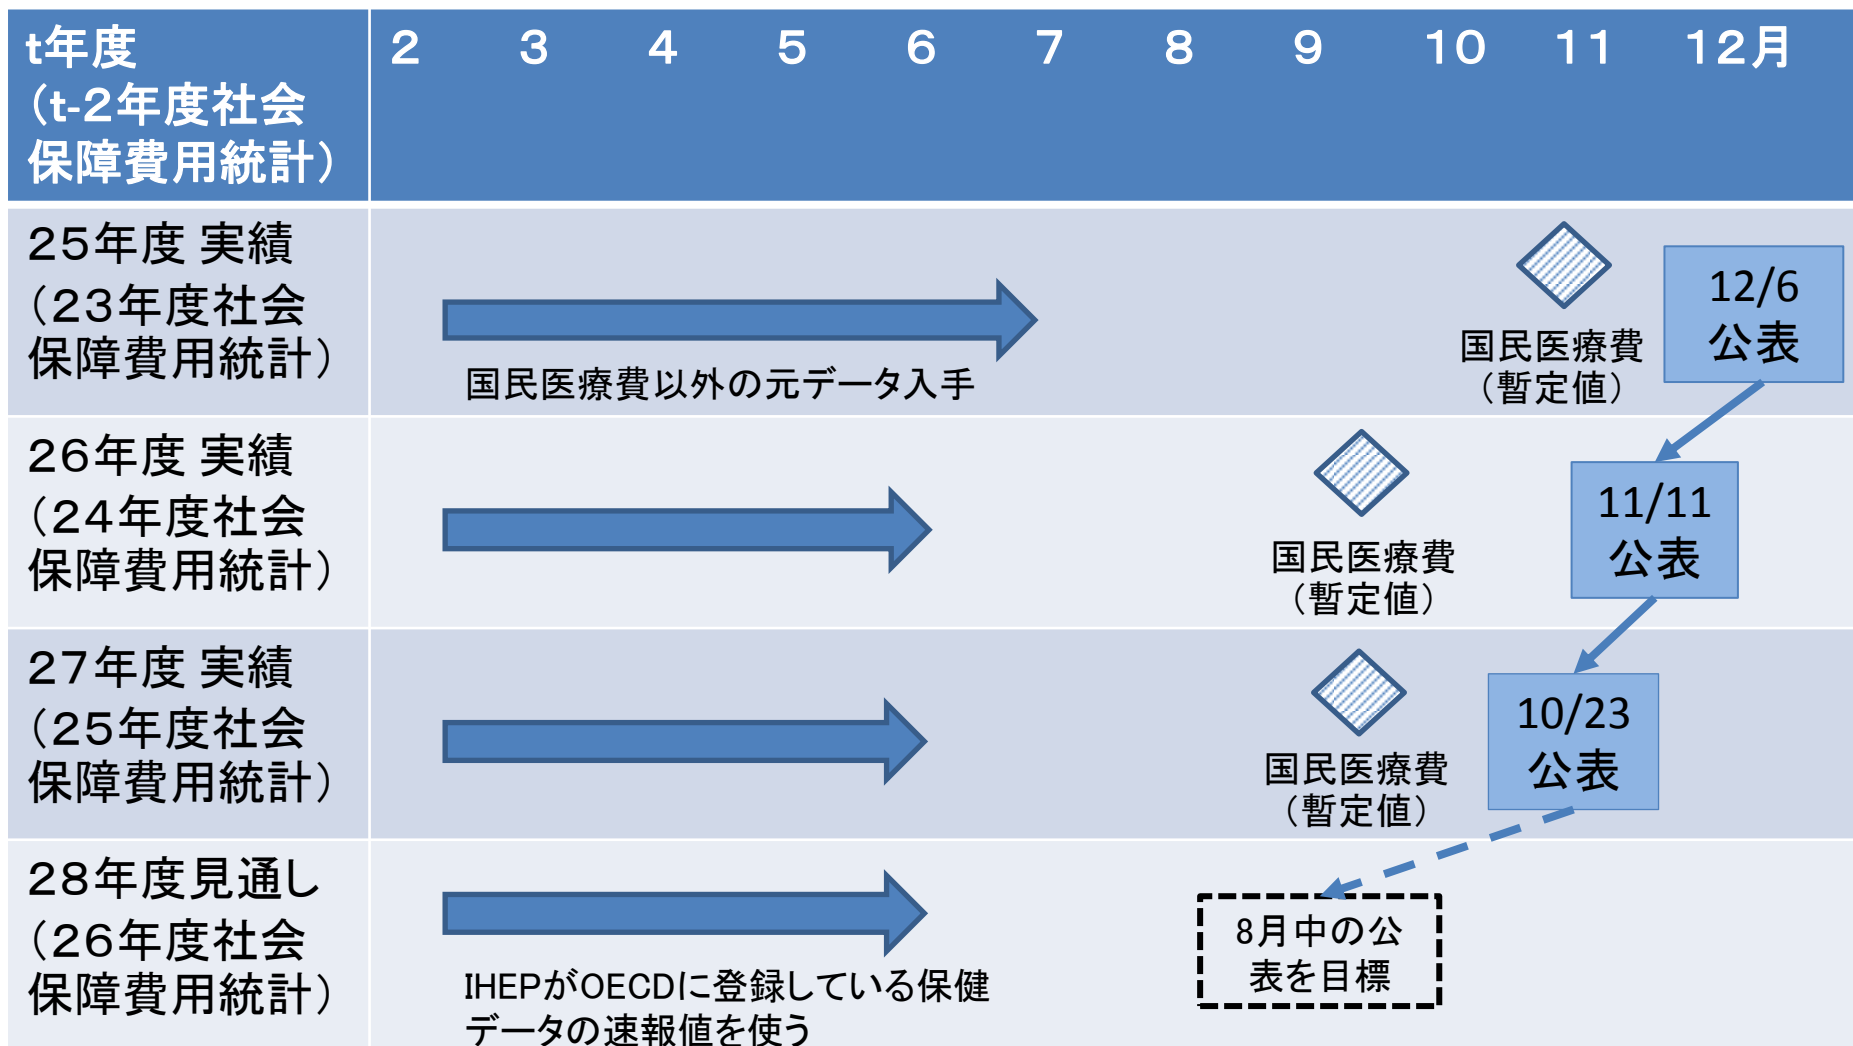 t年度
（t-2年度社会
保障費用統計）
2 3 4 5 6 7 8 9 10 11 12月
25年度 実績
（23年度社会
保障費用統計）
国民医療費以外の元データ入手
国民医療費
（暫定値）
12/6
公表
26年度 実績
（24年度社会
保障費用統計）
国民医療費
（暫定値）
11/11
公表
27年度 実績
（25年度社会
保障費用統計）
国民医療費
（暫定値）
10/23
公表
28年度見通し
（26年度社会
保障費用統計）
IHEPがOECDに登録している保健
データの速報値を使う
8月中の公
表を目標